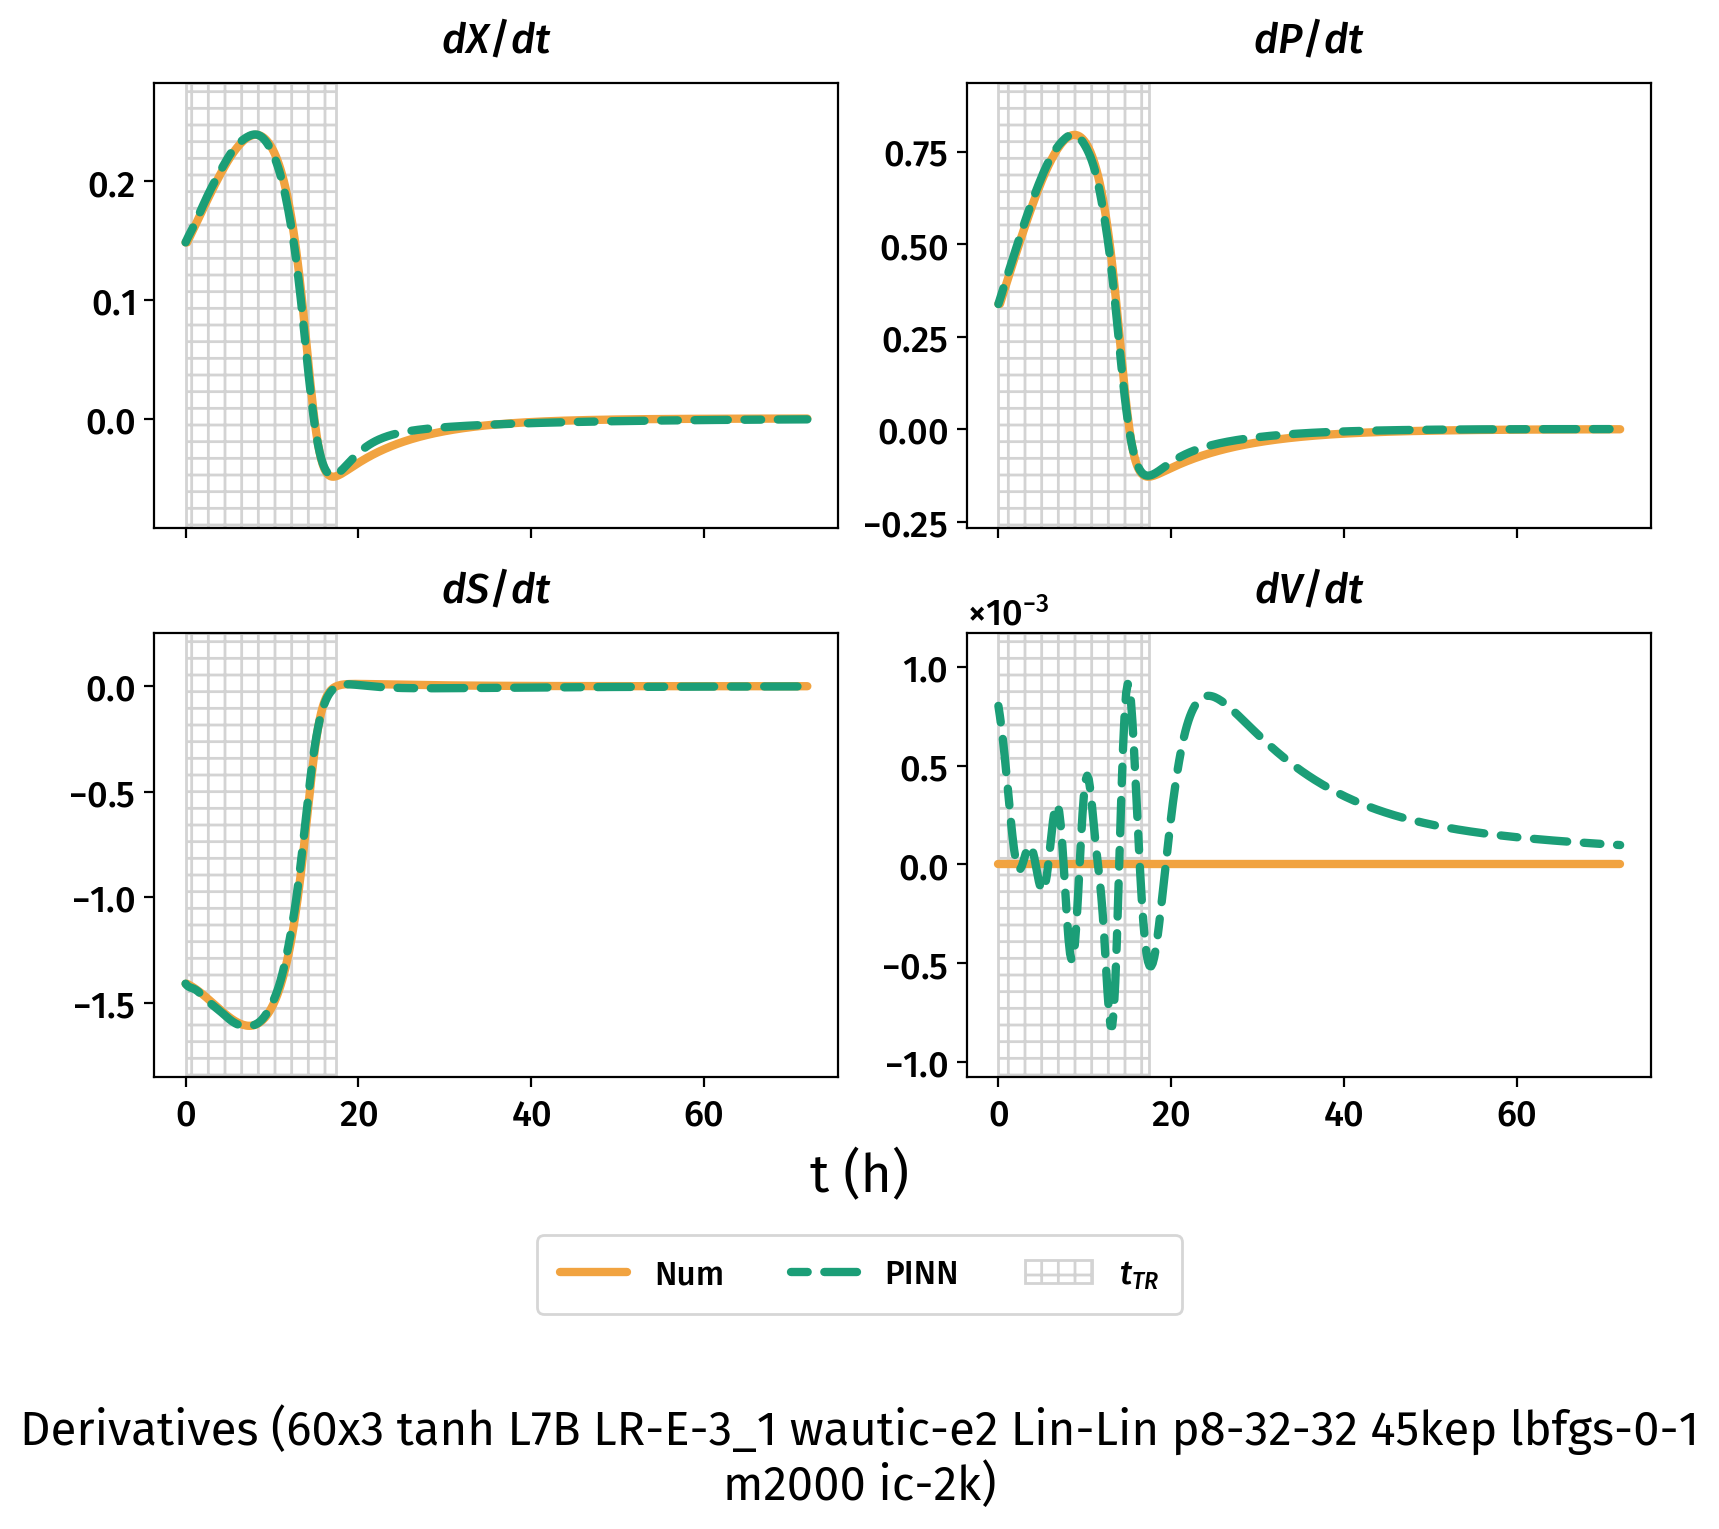 dX/dt
dP/dt
0.2
0.1
0.0
0.75
0.50
0.25
0.00
−0.25
dS/dt
dV/dt
×10⁻³
0.0
−0.5
−1.0
−1.5
1.0
0.5
0.0
−0.5
−1.0
0 20 40 60
0 20 40 60
t (h)
Num PINN t_TR
Derivatives (60x3 tanh L7B LR-E-3_1 wautic-e2 Lin-Lin p8-32-32 45kep lbfgs-0-1
m2000 ic-2k)